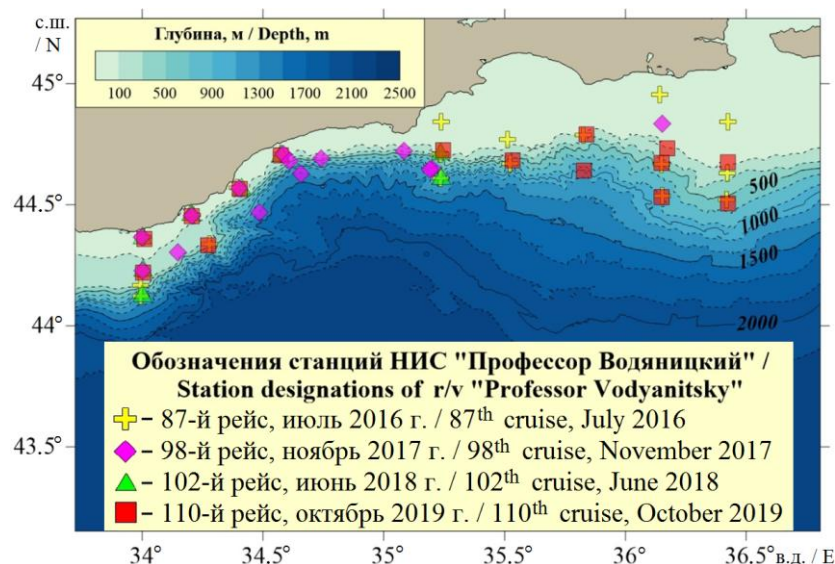 с.ш.
/ N
Глубина, м / Depth, m
100 500 900 1300 1700 2100 2500
45°
44.5°
44°
43.5°
500
1000
1500
2000
Обозначения станций НИС "Профессор Водяницкий" /
Station designations of r/v "Professor Vodyanitsky"
– 87-й рейс, июль 2016 г. / 87th cruise, July 2016
– 98-й рейс, ноябрь 2017 г. / 98th cruise, November 2017
– 102-й рейс, июнь 2018 г. / 102th cruise, June 2018
– 110-й рейс, октябрь 2019 г. / 110th cruise, October 2019
34° 34.5° 35° 35.5° 36° 36.5° в.д. / E